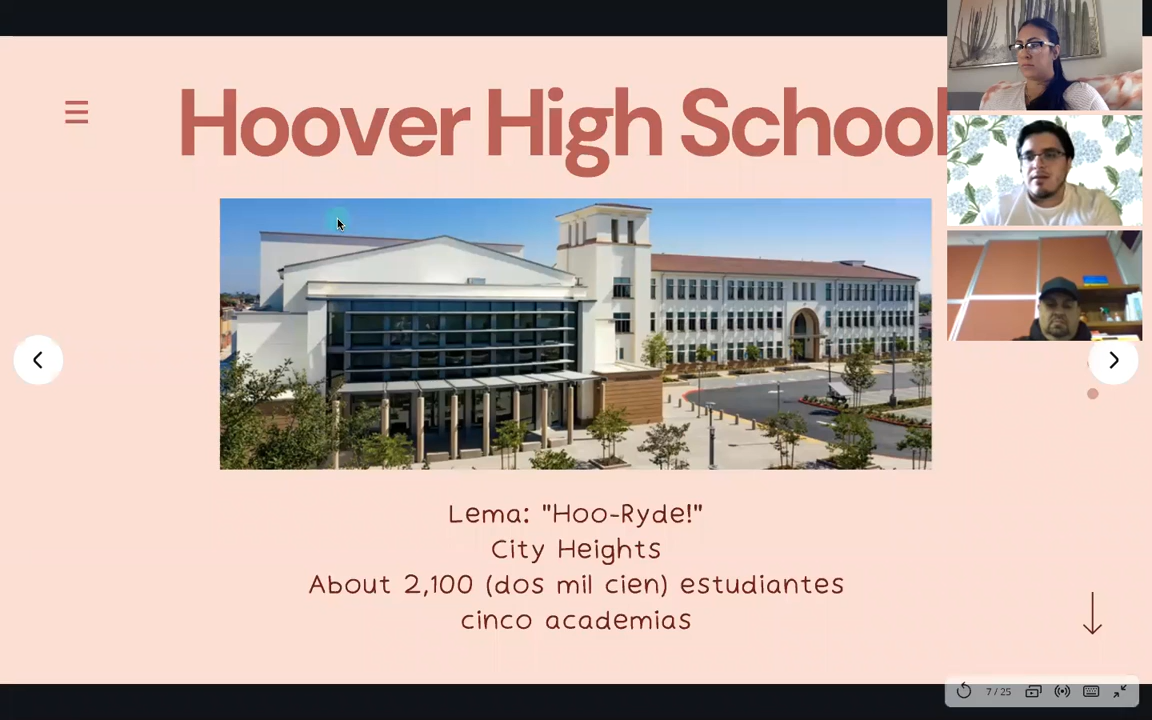 Hoover High School
Lema: "Hoo-Ryde!"
City Heights
About 2,100 (dos mil cien) estudiantes
cinco academias
7 / 25